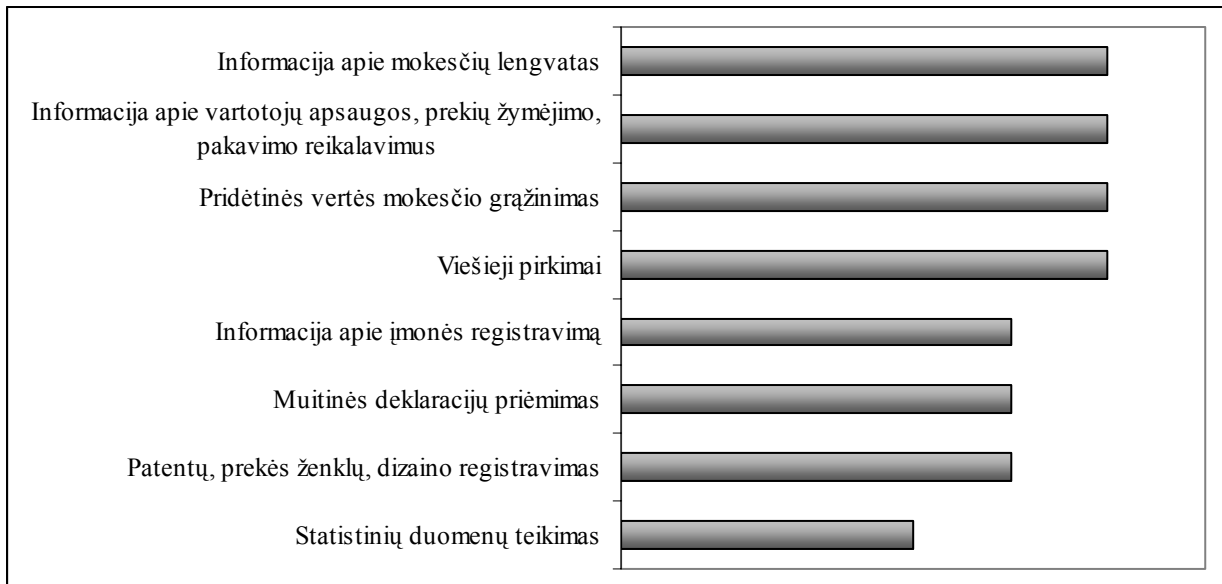 Informacija apie mokesčių lengvatas
Informacija apie vartotojų apsaugos, prekių žymėjimo,
pakavimo reikalavimus
Pridėtinės vertės mokesčio grąžinimas
Viešieji pirkimai
Informacija apie įmonės registravimą
Muitinės deklaracijų priėmimas
Patentų, prekės ženklų, dizaino registravimas
Statistinių duomenų teikimas